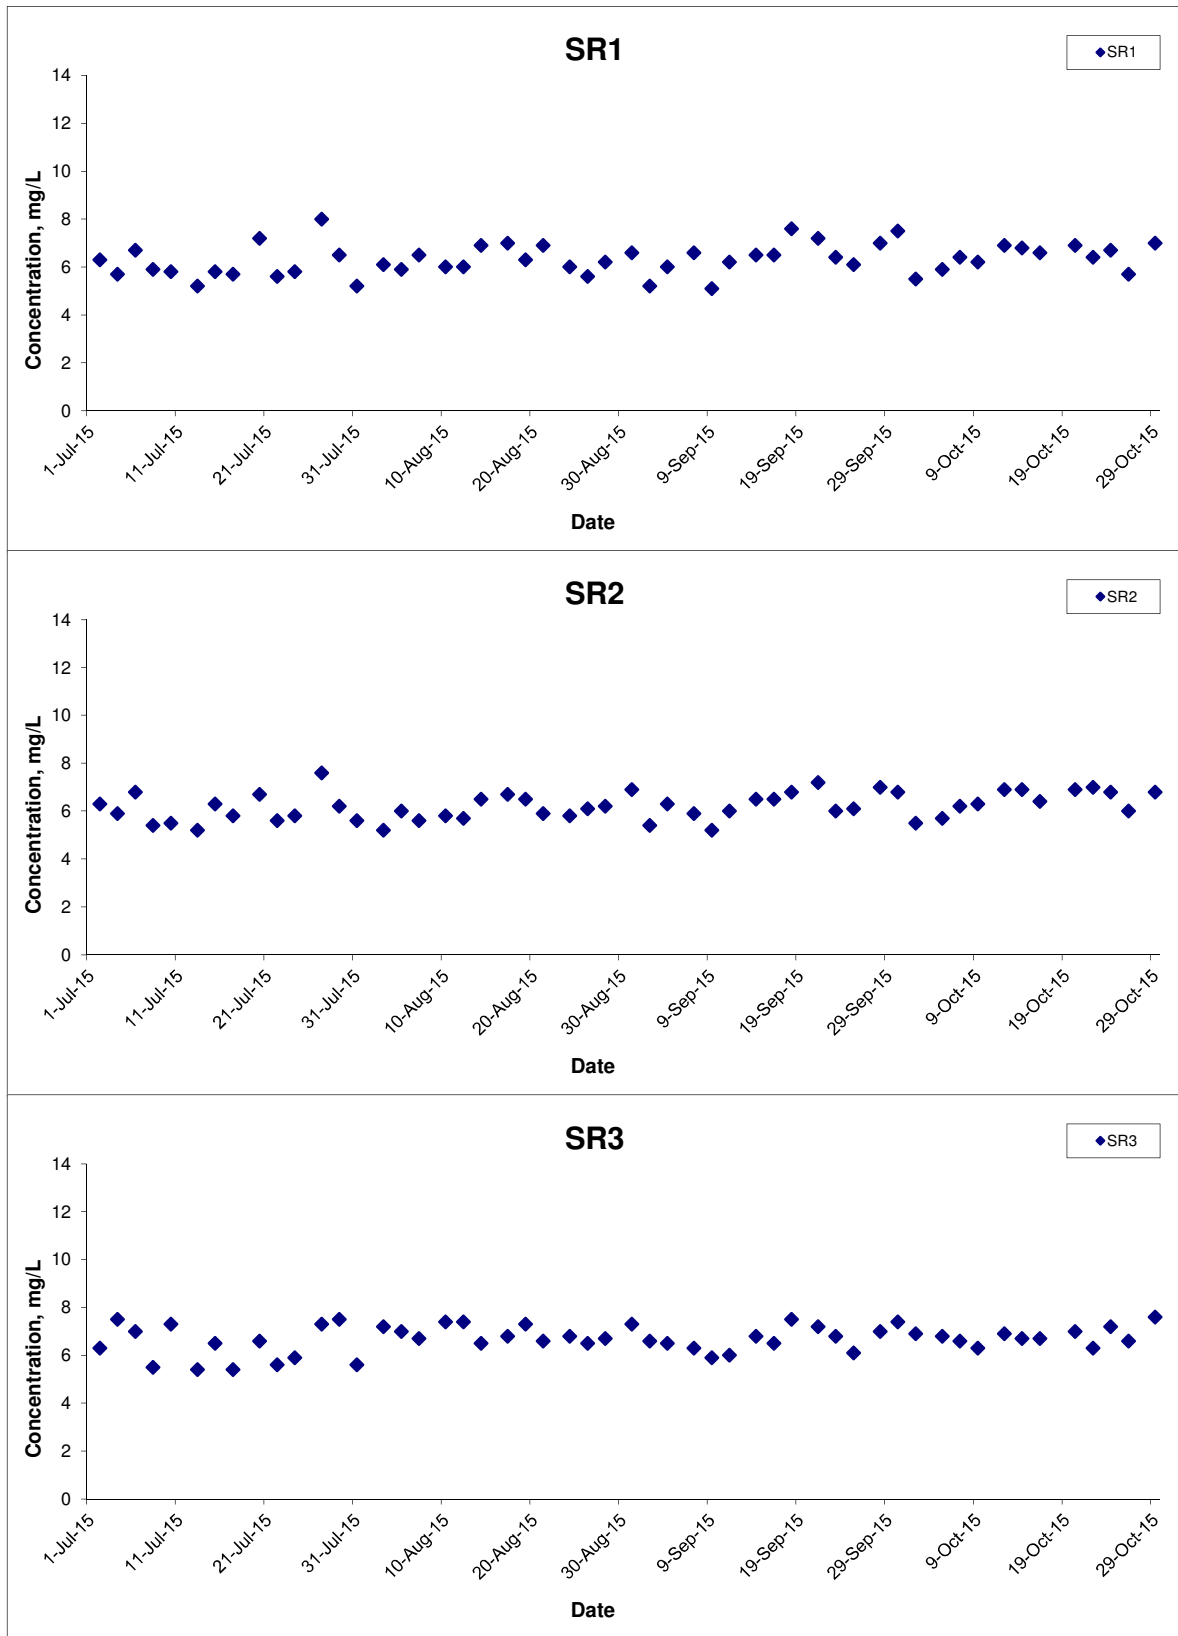 SR1
SR1
14
12
10
8
6
4
2
0
Concentration, mg/L
1-Jul-15
11-Jul-15
21-Jul-15
31-Jul-15
10-Aug-15
20-Aug-15
30-Aug-15
9-Sep-15
19-Sep-15
29-Sep-15
9-Oct-15
19-Oct-15
29-Oct-15
Date
SR2
SR2
14
12
10
8
6
4
2
0
Concentration, mg/L
1-Jul-15
11-Jul-15
21-Jul-15
31-Jul-15
10-Aug-15
20-Aug-15
30-Aug-15
9-Sep-15
19-Sep-15
29-Sep-15
9-Oct-15
19-Oct-15
29-Oct-15
Date
SR3
SR3
14
12
10
8
6
4
2
0
Concentration, mg/L
1-Jul-15
11-Jul-15
21-Jul-15
31-Jul-15
10-Aug-15
20-Aug-15
30-Aug-15
9-Sep-15
19-Sep-15
29-Sep-15
9-Oct-15
19-Oct-15
29-Oct-15
Date